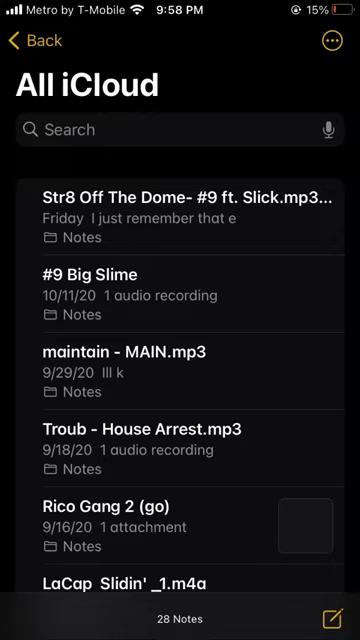 Metro by T-Mobile 9:58 PM 15%
Back
All iCloud
Search
Str8 Off The Dome- #9 ft. Slick.mp3...
Friday I just remember that e
Notes
#9 Big Slime
10/11/20 1 audio recording
Notes
maintain - MAIN.mp3
9/29/20 Ill k
Notes
Troub - House Arrest.mp3
9/18/20 1 audio recording
Notes
Rico Gang 2 (go)
9/16/20 1 attachment
Notes
LaCap Slidin' _1.m4a
28 Notes